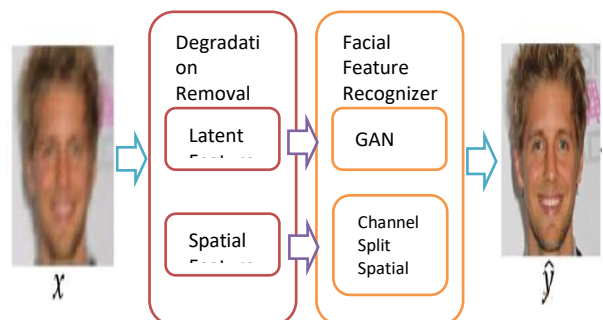 Degradati
on
Removal
Latent
Spatial
Facial
Feature
Recognizer
GAN
Channel
Split
Spatial
x
ŷ